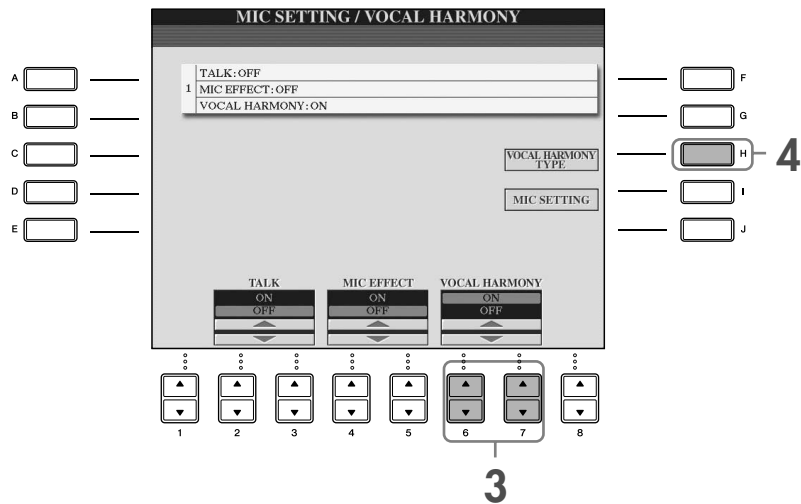 MIC SETTING / VOCAL HARMONY
1 TALK:OFF
MIC EFFECT:OFF
VOCAL HARMONY:ON
A
F
B
G
C
VOCAL HARMONY
TYPE
H
4
D
MIC SETTING
I
E
J
TALK MIC EFFECT VOCAL HARMONY
ON ON ON
OFF OFF OFF
1 2 3 4 5 6 7 8
3